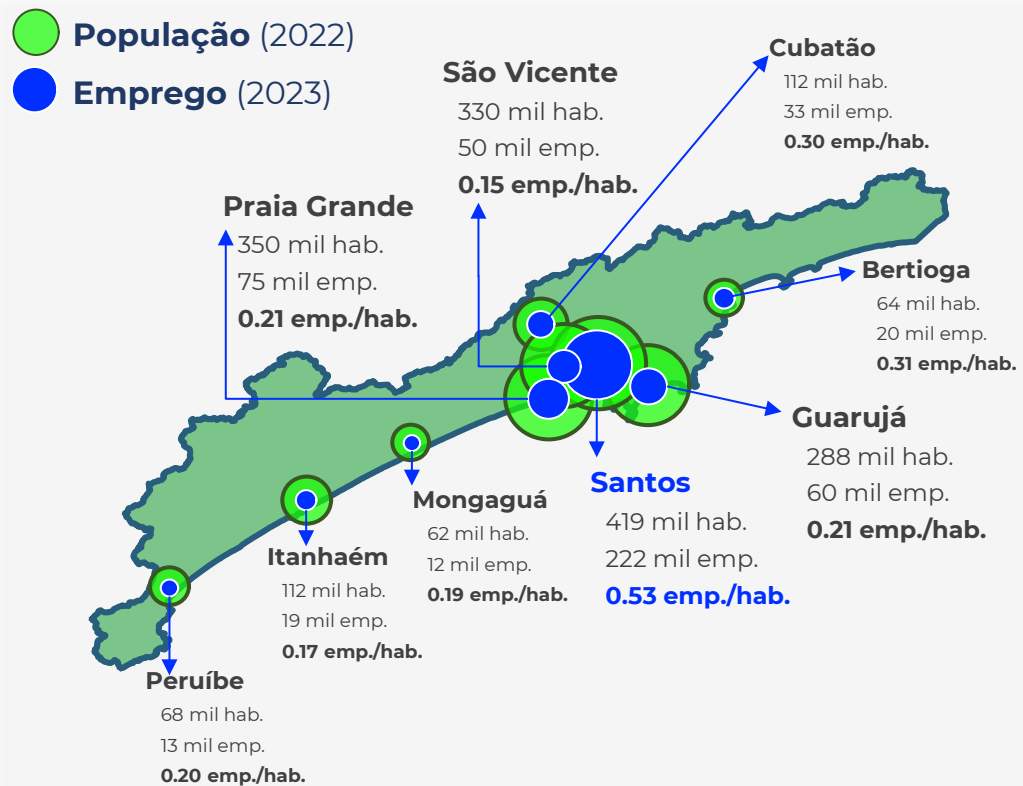 População (2022)
Emprego (2023)
Cubatão
112 mil hab.
33 mil emp.
0.30 emp./hab.
São Vicente
330 mil hab.
50 mil emp.
0.15 emp./hab.
Praia Grande
350 mil hab.
75 mil emp.
0.21 emp./hab.
Bertioga
64 mil hab.
20 mil emp.
0.31 emp./hab.
Guarujá
288 mil hab.
60 mil emp.
0.21 emp./hab.
Santos
419 mil hab.
222 mil emp.
0.53 emp./hab.
Mongaguá
62 mil hab.
12 mil emp.
0.19 emp./hab.
Itanhaém
112 mil hab.
19 mil emp.
0.17 emp./hab.
Peruíbe
68 mil hab.
13 mil emp.
0.20 emp./hab.